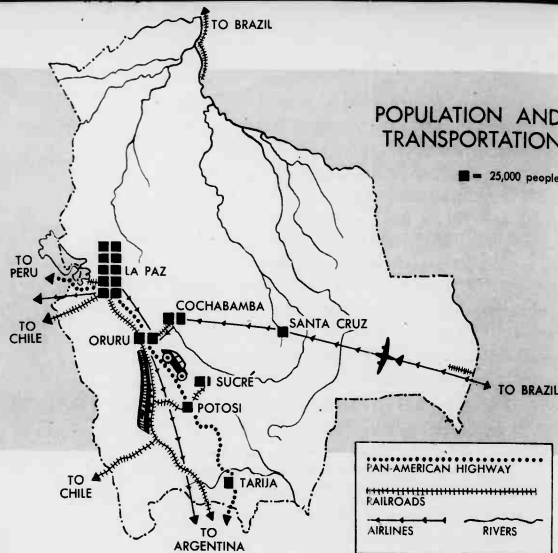 TO BRAZIL
POPULATION AND
TRANSPORTATION
■ = 25,000 people
TO
PERU
LA PAZ
TO
CHILE
COCHABAMBA
SANTA CRUZ
ORURU
SUCRÉ
TO BRAZIL
POTOSI
TO
CHILE
TARIJA
TO
ARGENTINA
PAN-AMERICAN HIGHWAY
RAILROADS
AIRLINES
RIVERS